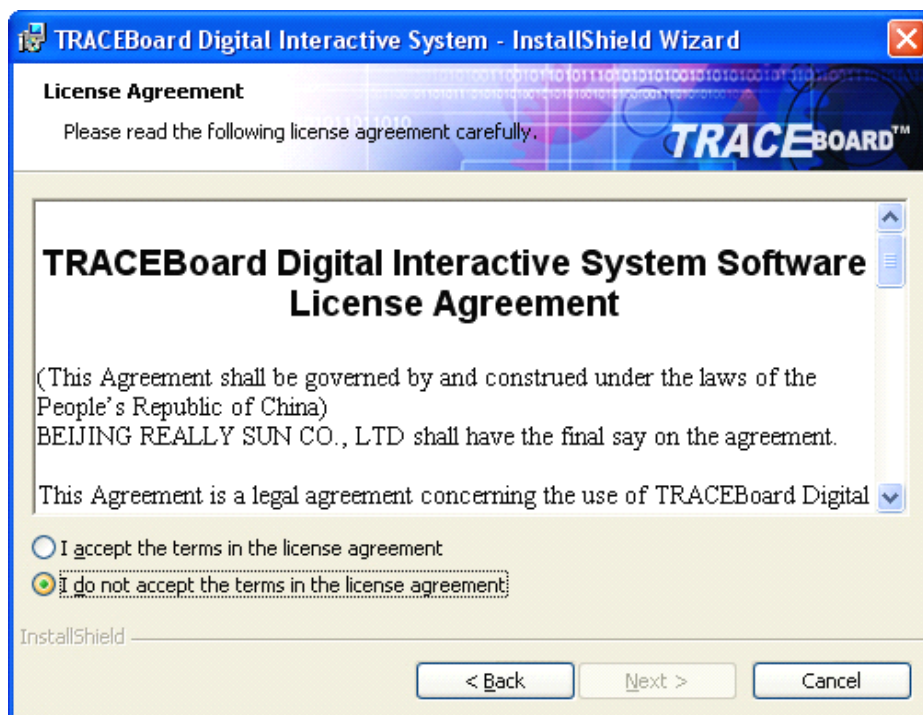 TRACEBoard Digital Interactive System - InstallShield Wizard
License Agreement
Please read the following license agreement carefully.
TRACEBOARD™
TRACEBoard Digital Interactive System Software
License Agreement
(This Agreement shall be governed by and construed under the laws of the
People's Republic of China)
BEIJING REALLY SUN CO., LTD shall have the final say on the agreement.
This Agreement is a legal agreement concerning the use of TRACEBoard Digital
I accept the terms in the license agreement
I do not accept the terms in the license agreement
InstallShield
< Back
Next >
Cancel